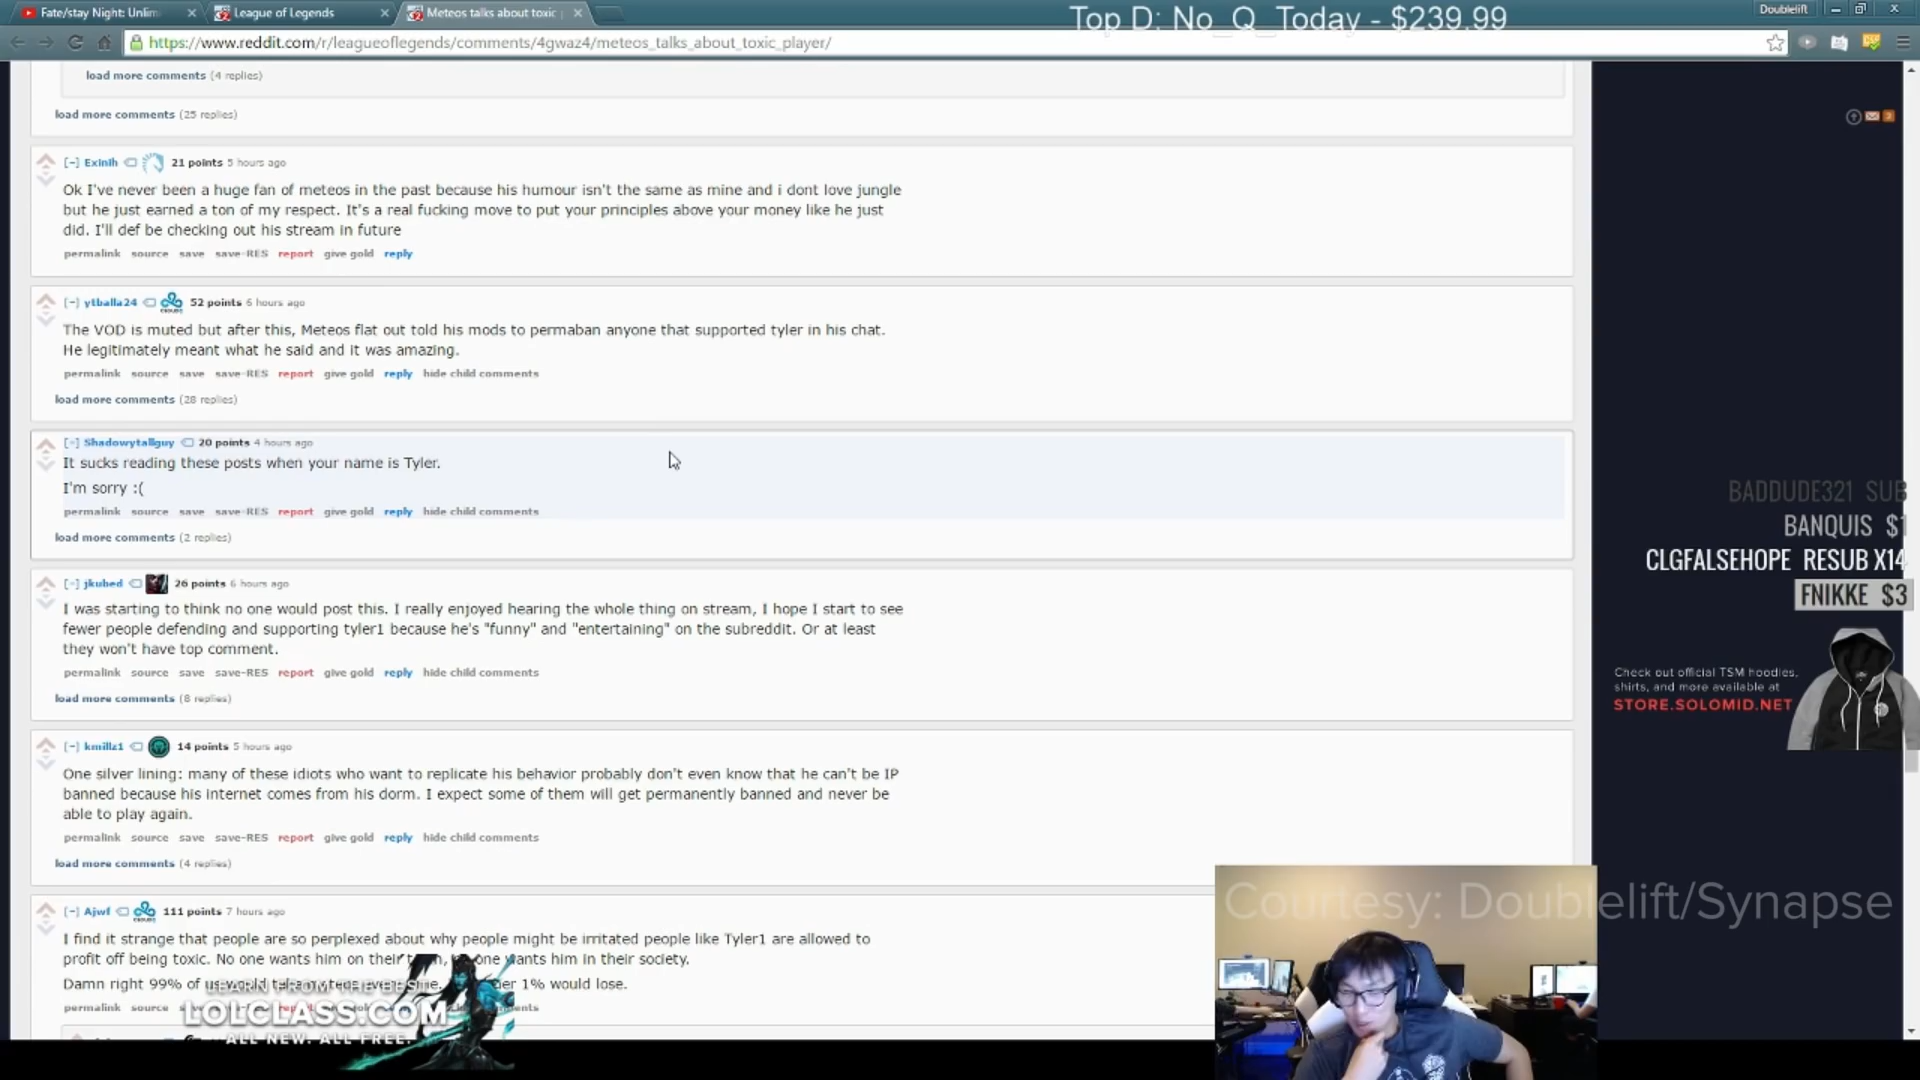 Fate/stay Night: Unlim
League of Legends
Meteos talks about toxic
Top D: No_Q_Today - $239.99
Doublelift
https://www.reddit.com/r/leagueoflegends/comments/4gwaz4/meteos_talks_about_toxic_player/
load more comments (4 replies)
load more comments (25 replies)
[-] Exinih 21 points 5 hours ago
Ok I've never been a huge fan of meteos in the past because his humour isn't the same as mine and i dont love jungle
but he just earned a ton of my respect. It's a real fucking move to put your principles above your money like he just
did. I'll def be checking out his stream in future
permalink source save save-RES report give gold reply
[-] ytballa24 52 points 6 hours ago
The VOD is muted but after this, Meteos flat out told his mods to permaban anyone that supported tyler in his chat.
He legitimately meant what he said and it was amazing.
permalink source save save-RES report give gold reply hide child comments
load more comments (28 replies)
[-] Shadowytallguy 20 points 4 hours ago
It sucks reading these posts when your name is Tyler.
I'm sorry :(
permalink source save save-RES report give gold reply hide child comments
load more comments (2 replies)
BADDUDE321 SUB
BANQUIS $1
CLGFALSEHOPE RESUB X14
FNIKKE $3
[-] jkubed 26 points 6 hours ago
I was starting to think no one would post this. I really enjoyed hearing the whole thing on stream, I hope I start to see
fewer people defending and supporting tyler1 because he's "funny" and "entertaining" on the subreddit. Or at least
they won't have top comment.
permalink source save save-RES report give gold reply hide child comments
load more comments (8 replies)
Check out official TSM hoodies,
shirts, and more available at
STORE.SOLOMID.NET
[-] kmillz1 14 points 5 hours ago
One silver lining: many of these idiots who want to replicate his behavior probably don't even know that he can't be IP
banned because his internet comes from his dorm. I expect some of them will get permanently banned and never be
able to play again.
permalink source save save-RES report give gold reply hide child comments
load more comments (4 replies)
Courtesy: Doublelift/Synapse
[-] Ajwf 111 points 7 hours ago
I find it strange that people are so perplexed about why people might be irritated people like Tyler1 are allowed to
profit off being toxic. No one wants him on their one wants him in their society.
Damn right 99% of us would 1% would lose.
permalink source
LEARN FROM THE BEST
LOLCLASS.COM
ALL NEW. ALL FREE.